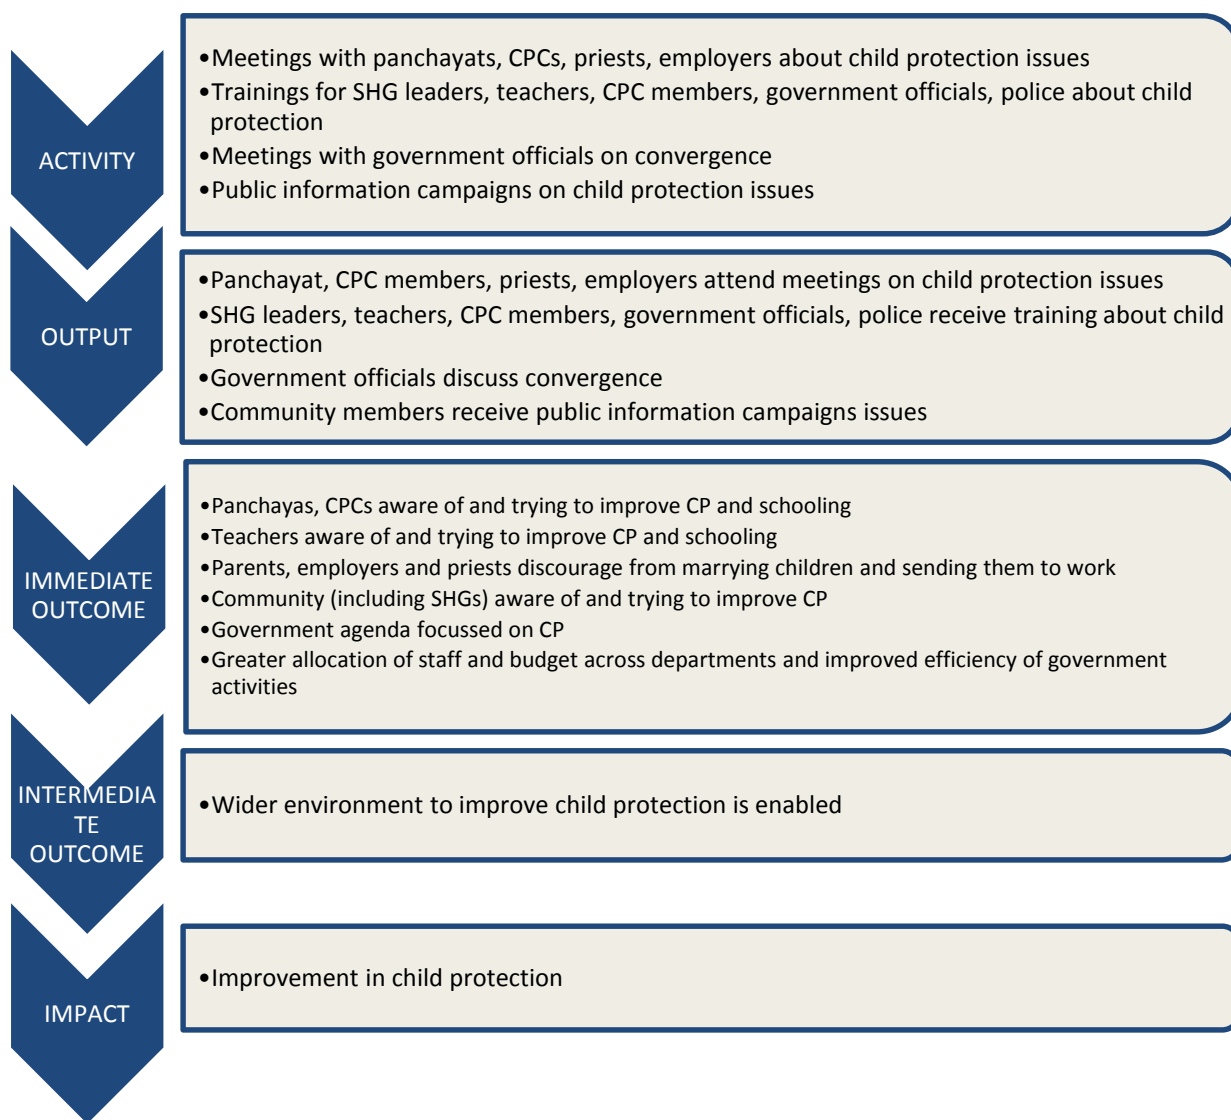 ACTIVITY
•Meetings with panchayats, CPCs, priests, employers about child protection issues
•Trainings for SHG leaders, teachers, CPC members, government officials, police about child
protection
•Meetings with government officials on convergence
•Public information campaigns on child protection issues
OUTPUT
•Panchayat, CPC members, priests, employers attend meetings on child protection issues
•SHG leaders, teachers, CPC members, government officials, police receive training about child
protection
•Government officials discuss convergence
•Community members receive public information campaigns issues
IMMEDIATE
OUTCOME
•Panchayas, CPCs aware of and trying to improve CP and schooling
•Teachers aware of and trying to improve CP and schooling
•Parents, employers and priests discourage from marrying children and sending them to work
•Community (including SHGs) aware of and trying to improve CP
•Government agenda focussed on CP
•Greater allocation of staff and budget across departments and improved efficiency of government
activities
INTERMEDIA
TE
OUTCOME
•Wider environment to improve child protection is enabled
IMPACT
•Improvement in child protection